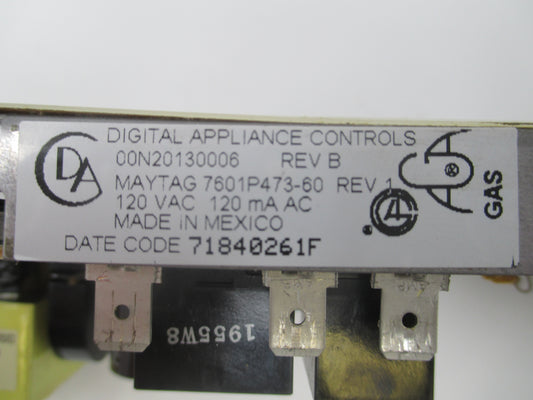 DIGITAL APPLIANCE CONTROLS
00N20130006 REV B
MAYTAG 7601P473-60 REV 1
120 VAC 120 mA AC
MADE IN MEXICO
DATE CODE 71840261F
DA
GAS
1955W8